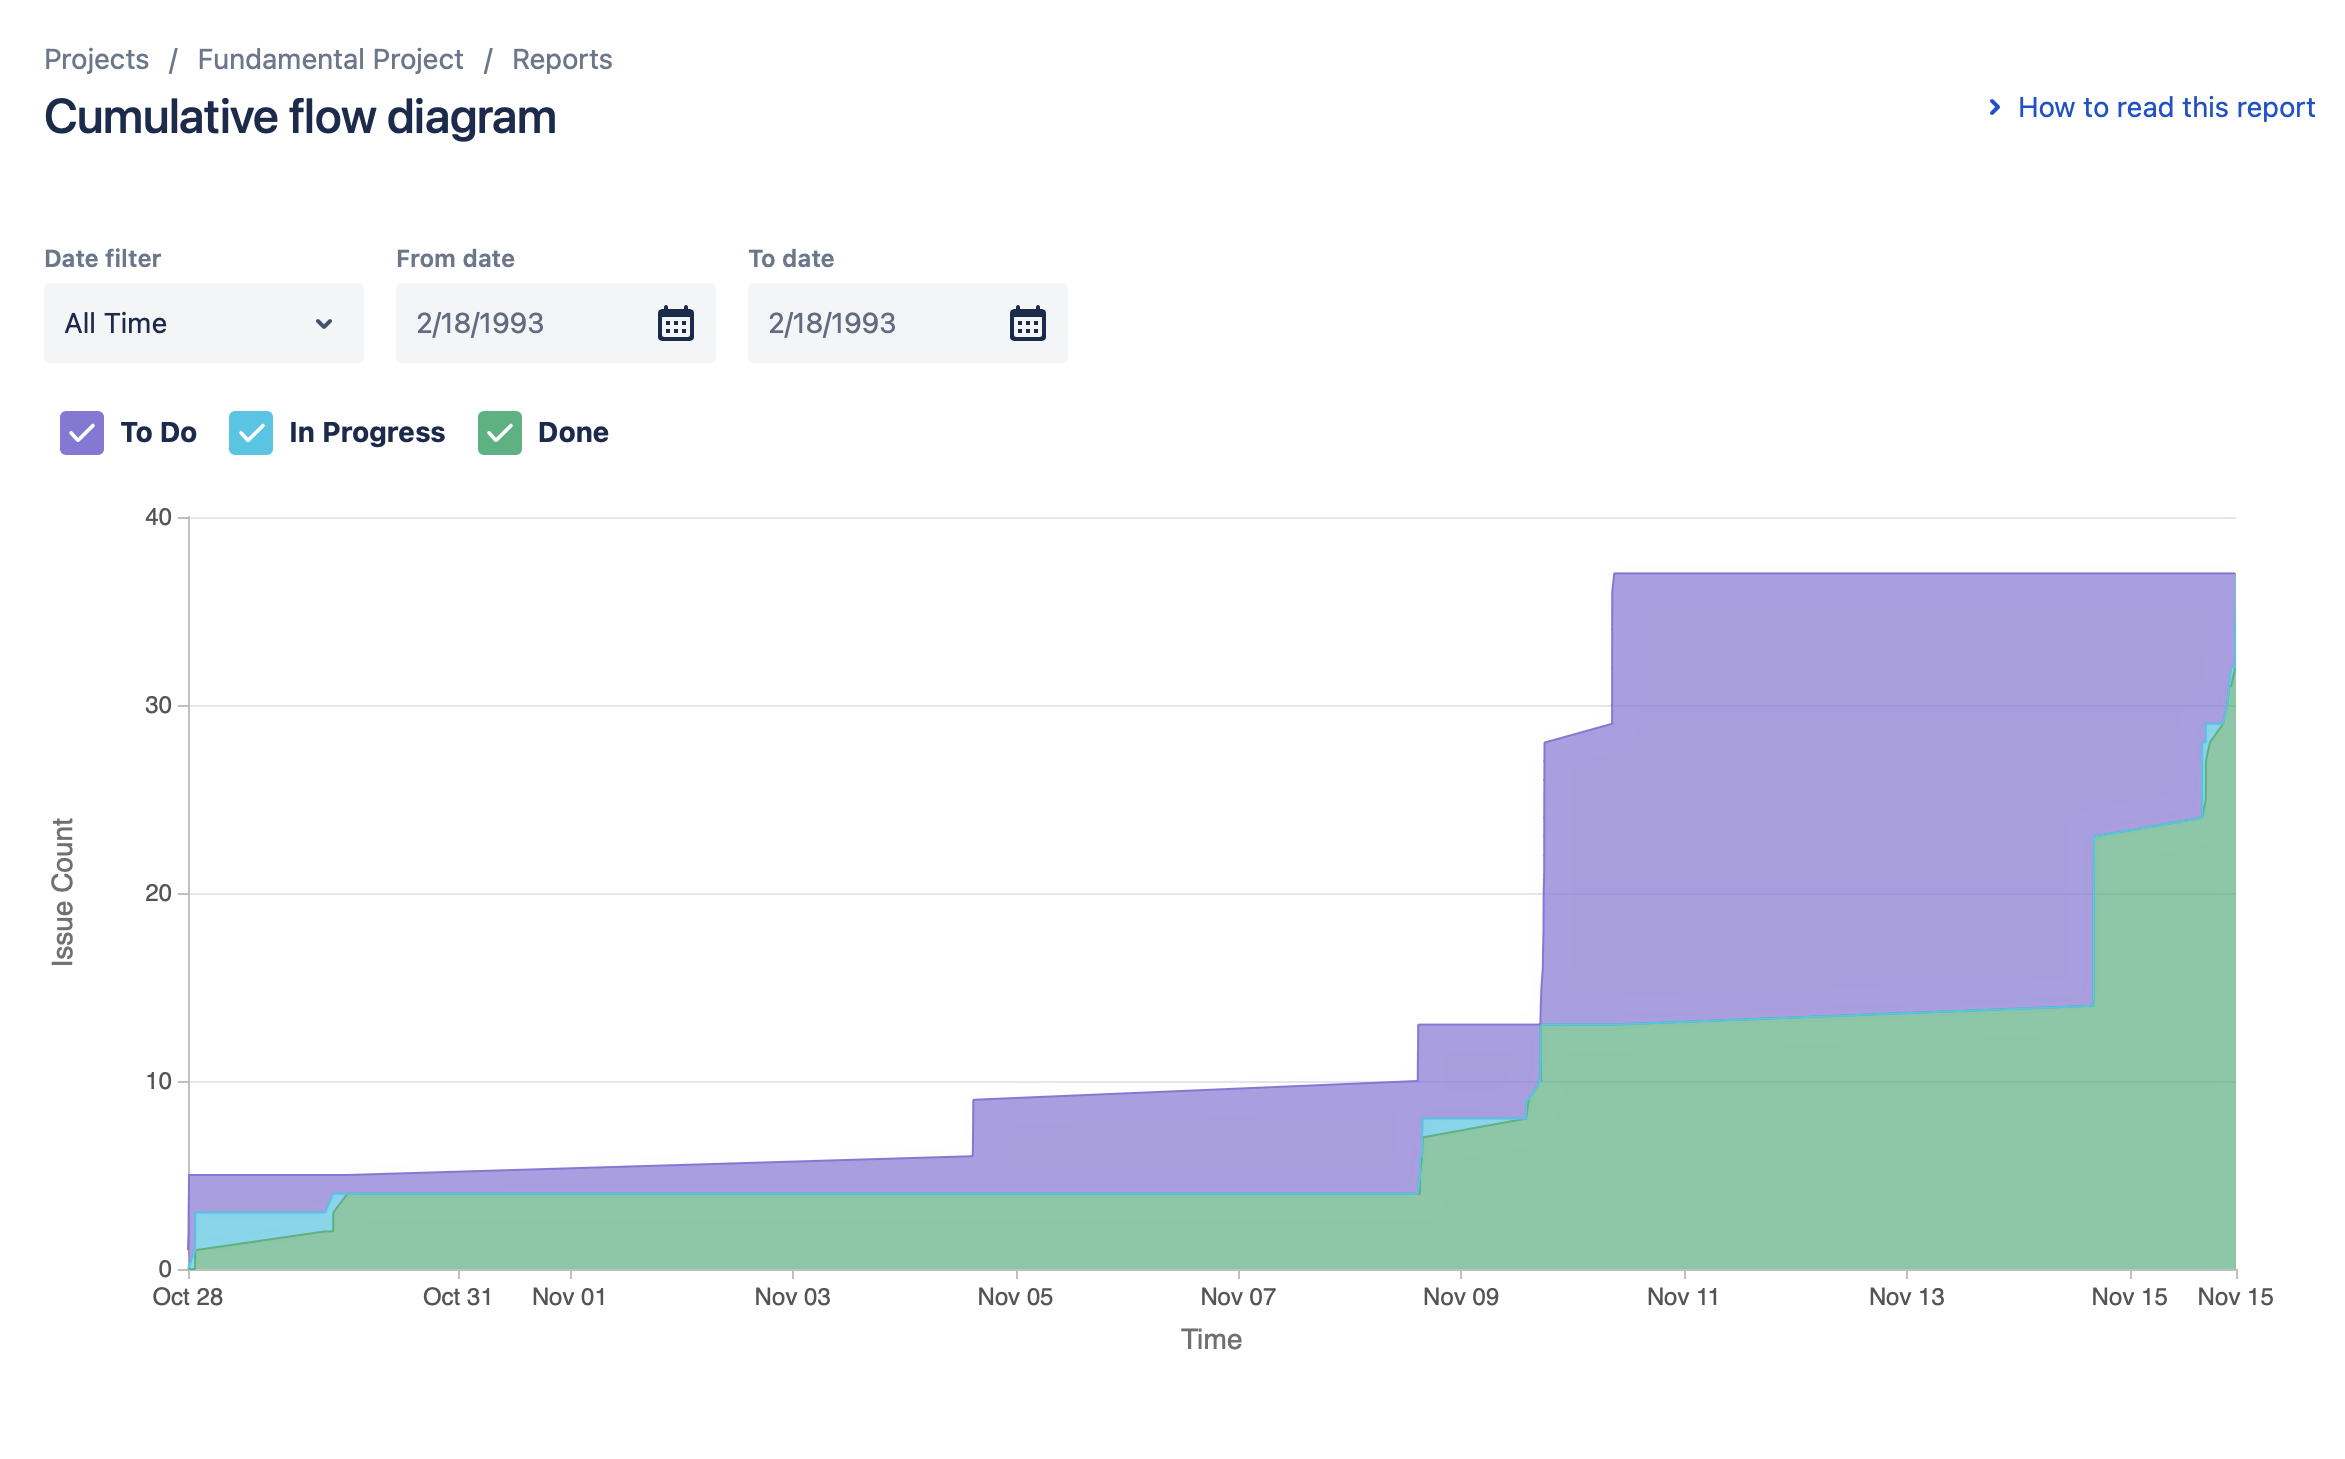 Projects / Fundamental Project / Reports
Cumulative flow diagram
How to read this report
Date filter
From date
To date
All Time
2/18/1993
2/18/1993
To Do
In Progress
Done
40
30
20
10
0
Issue Count
Oct 28
Oct 31
Nov 01
Nov 03
Nov 05
Nov 07
Nov 09
Nov 11
Nov 13
Nov 15
Nov 15
Time